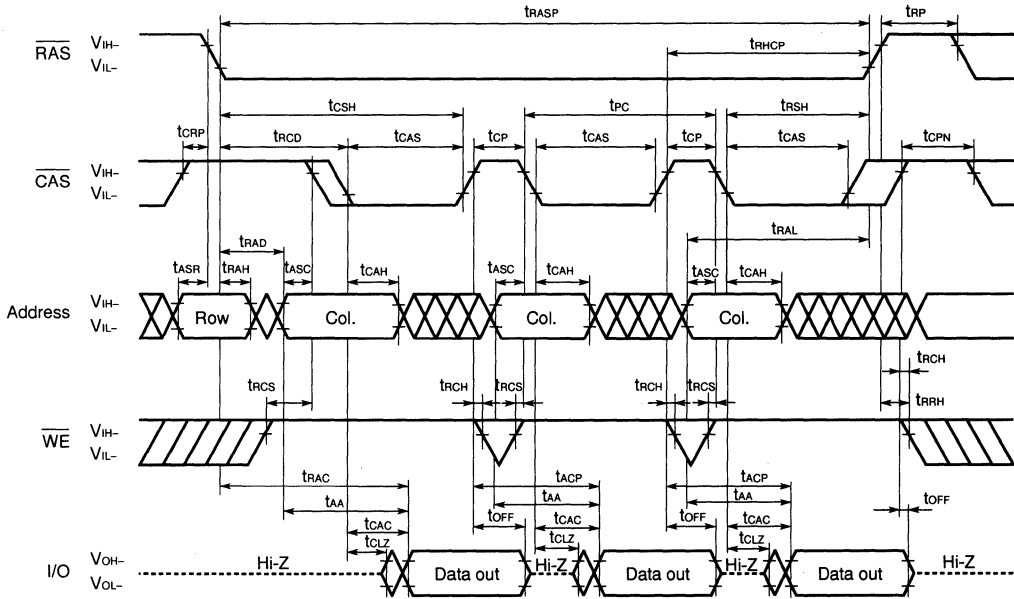 tRASP tRP
RAS VIH– tRHCP
VIL–
tCSH tPC tRSH
tCRP tRCD tCAS tCP tCAS tCP tCAS tCPN
CAS VIH–
VIL–
tRAD tRAL
tASR tRAH tASC tCAH tASC tCAH tASC tCAH
Address VIH– Row Col. Col. Col.
VIL–
tRCH
tRCS tRCH tRCS tRCH tRCS
tRRH
WE VIH–
VIL–
tRAC tACP tACP
tAA tAA tAA
tOFF
tCAC tOFF tCAC tOFF tCAC
tCLZ tCLZ tCLZ
I/O VOH– Hi-Z Data out Hi-Z Data out Hi-Z Data out Hi-Z
VOL–